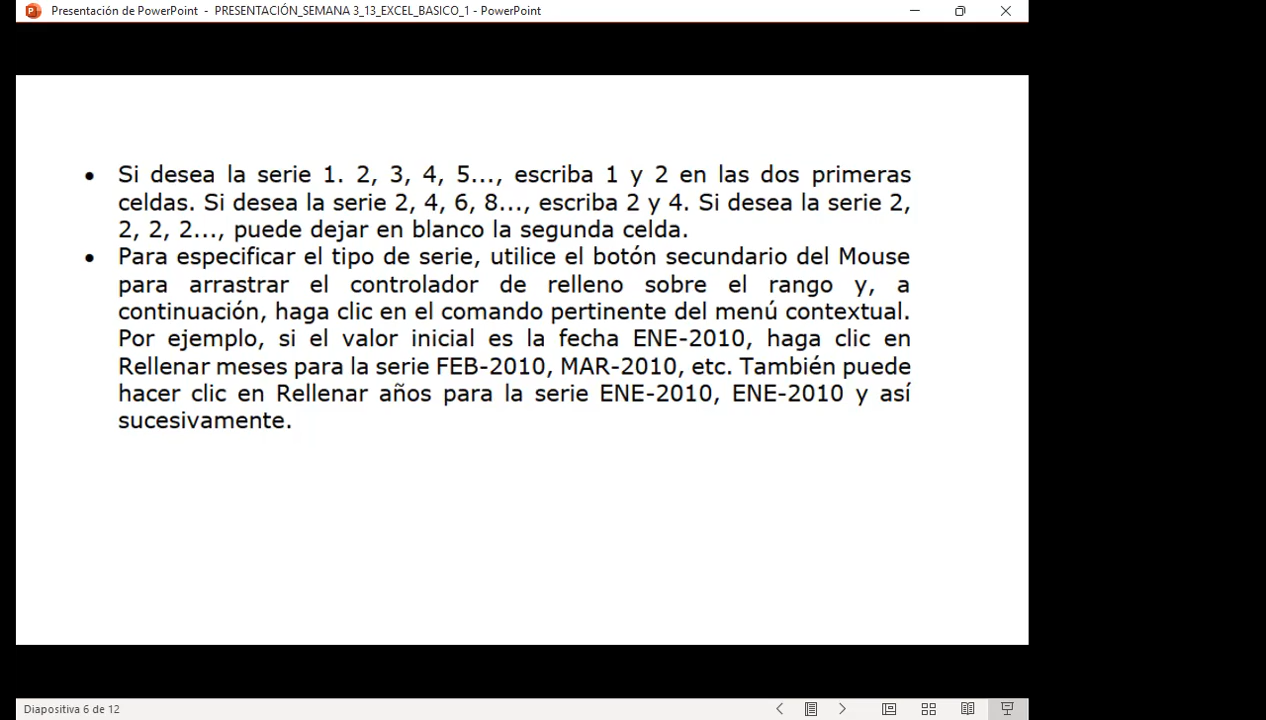 Presentación de PowerPoint - PRESENTACIÓN_SEMANA 3_13_EXCEL_BASICO_1 - PowerPoint
• Si desea la serie 1. 2, 3, 4, 5..., escriba 1 y 2 en las dos primeras
celdas. Si desea la serie 2, 4, 6, 8..., escriba 2 y 4. Si desea la serie 2,
2, 2, 2..., puede dejar en blanco la segunda celda.
• Para especificar el tipo de serie, utilice el botón secundario del Mouse
para arrastrar el controlador de relleno sobre el rango y, a
continuación, haga clic en el comando pertinente del menú contextual.
Por ejemplo, si el valor inicial es la fecha ENE-2010, haga clic en
Rellenar meses para la serie FEB-2010, MAR-2010, etc. También puede
hacer clic en Rellenar años para la serie ENE-2010, ENE-2010 y así
sucesivamente.
Diapositiva 6 de 12